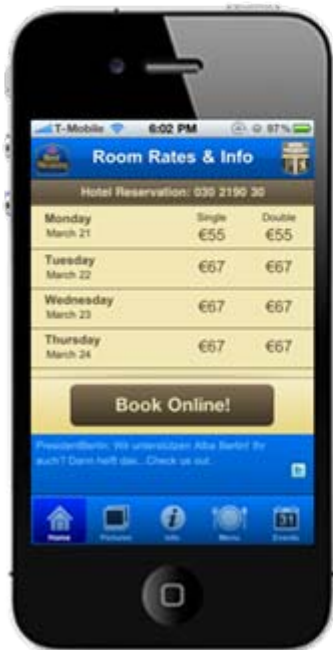 T-Mobile 6:02 PM 97%
Room Rates & Info
Hotel Reservation: 030 2190 30
Monday Single Double
March 21 €55 €55
Tuesday
March 22 €67 €67
Wednesday
March 23 €67 €67
Thursday
March 24 €67 €67
Book Online!
PresidentBerlin: Wir unterstützen Alba Berlin! Ihr
auch? Dann helft das...Check us out.
31
Home Pictures Info Menu Events